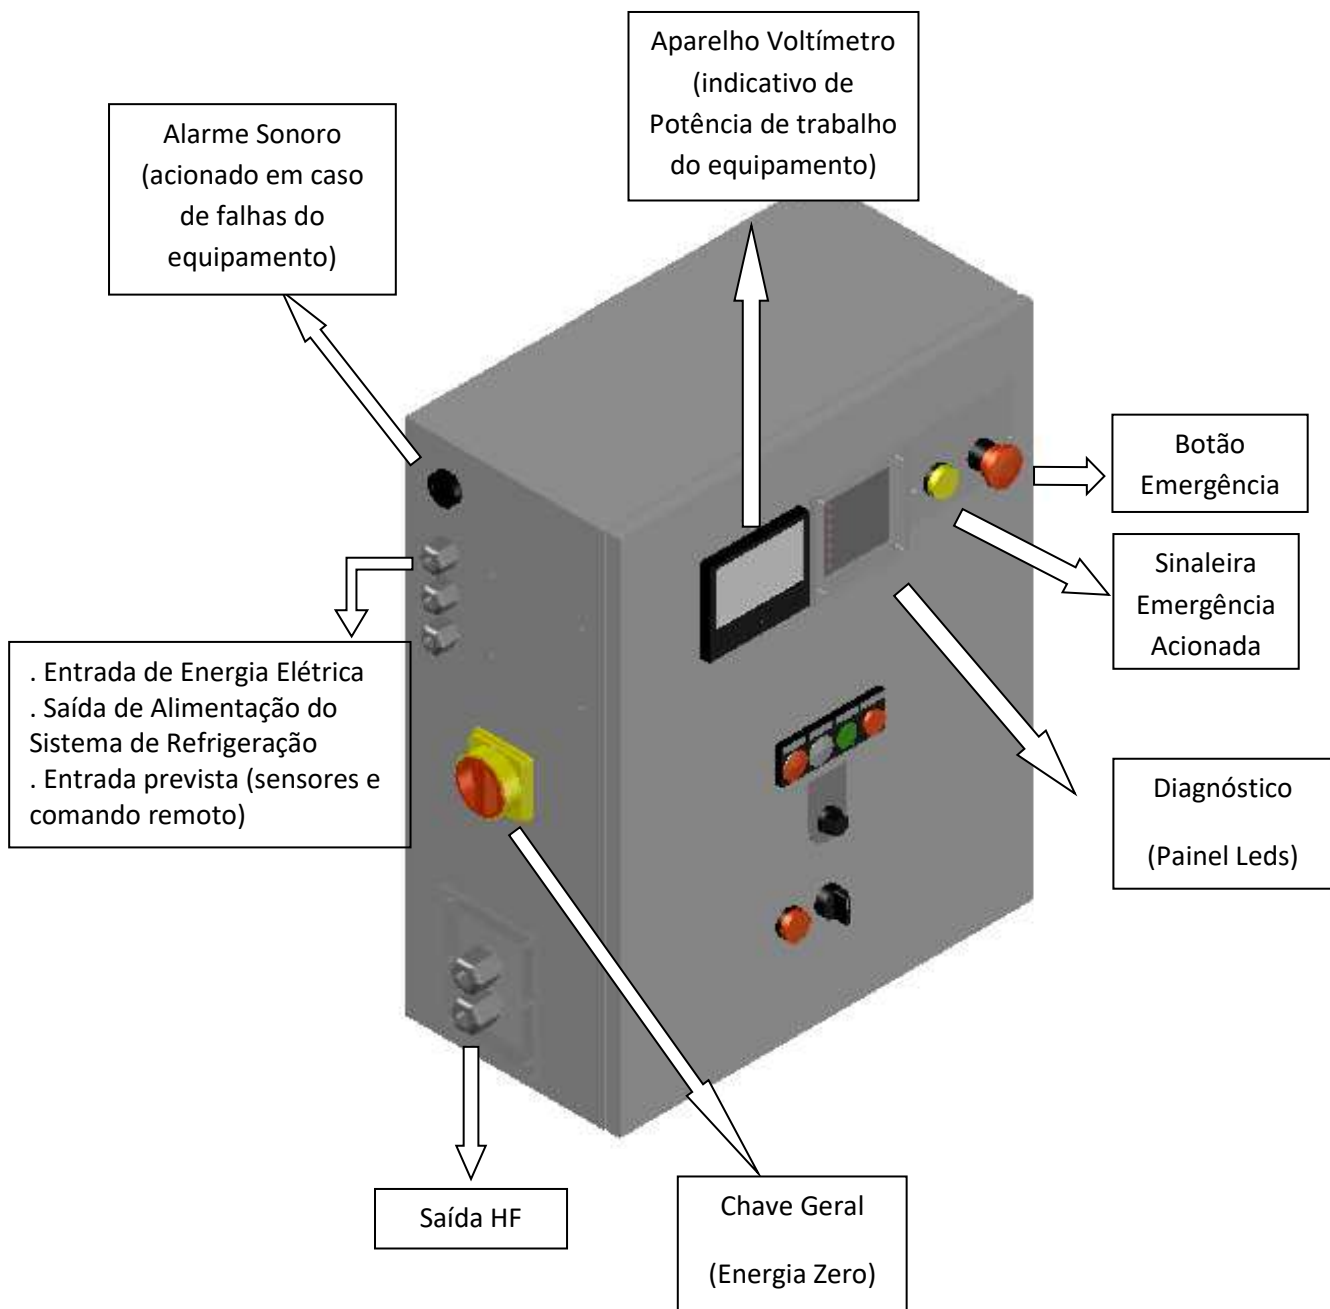 Aparelho Voltímetro
(indicativo de
Potência de trabalho
do equipamento)
Alarme Sonoro
(acionado em caso
de falhas do
equipamento)
Botão
Emergência
Sinaleira
Emergência
Acionada
. Entrada de Energia Elétrica
. Saída de Alimentação do
Sistema de Refrigeração
. Entrada prevista (sensores e
comando remoto)
Diagnóstico
(Painel Leds)
Saída HF
Chave Geral
(Energia Zero)